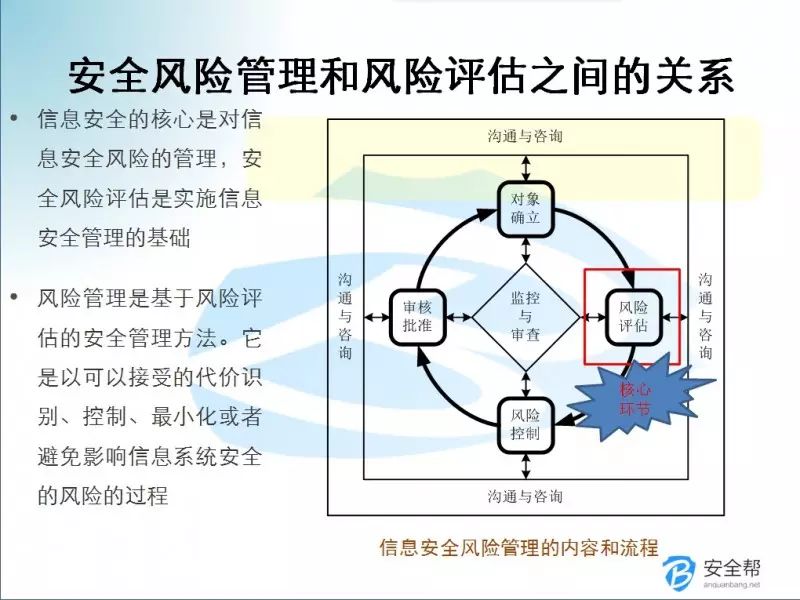 安全风险管理和风险评估之间的关系
• 信息安全的核心是对信
息安全风险的管理，安
全风险评估是实施信息
安全管理的基础
• 风险管理是基于风险评
估的安全管理方法。它
是以可以接受的代价识
别、控制、最小化或者
避免影响信息系统安全
的风险的过程
沟通与咨询
对象
确立
沟
通
与
咨
询
审核
批准
监控
与
审查
风险
评估
沟
通
与
咨
询
核心
环节
风险
控制
沟通与咨询
信息安全风险管理的内容和流程
安全帮
anquanbang.net